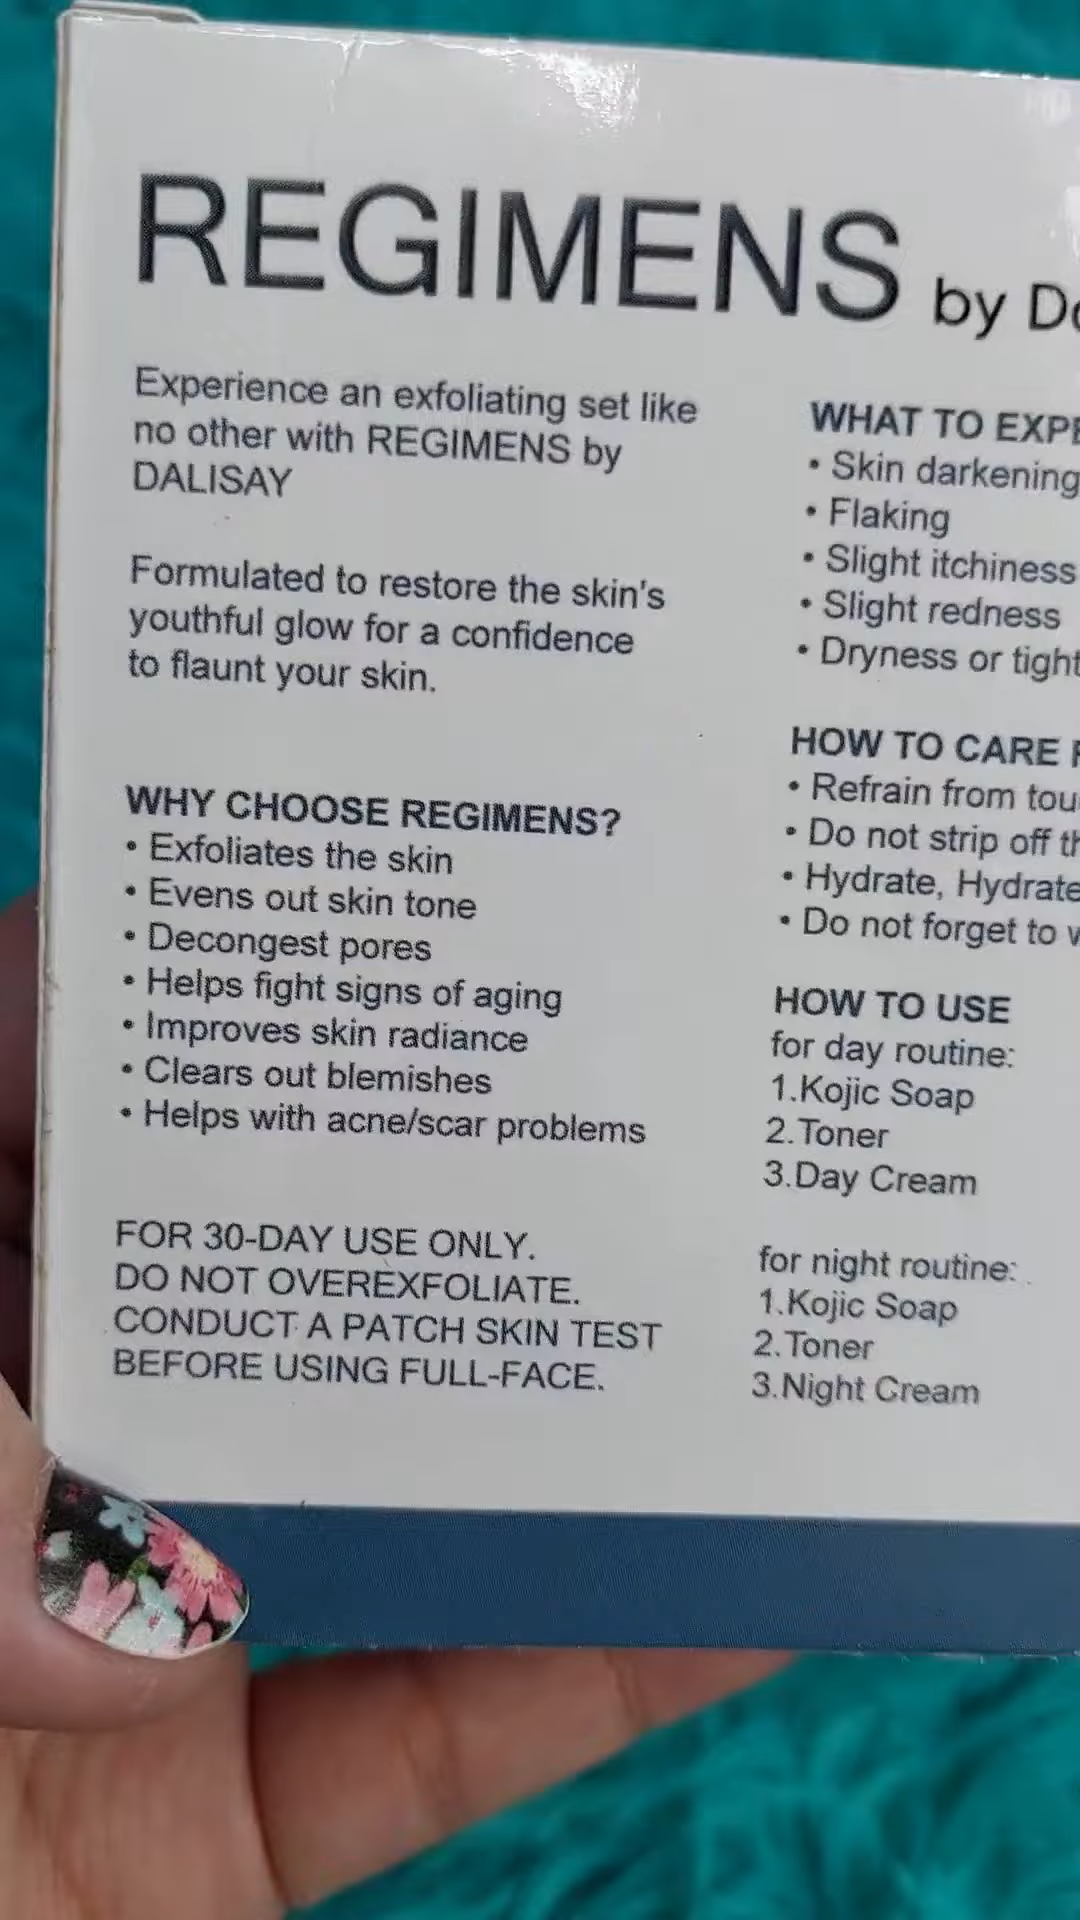 REGIMENS by
Experience an exfoliating set like
no other with REGIMENS by
DALISAY
Formulated to restore the skin's
youthful glow for a confidence
to flaunt your skin.
WHY CHOOSE REGIMENS?
• Exfoliates the skin
• Evens out skin tone
• Decongest pores
• Helps fight signs of aging
• Improves skin radiance
• Clears out blemishes
• Helps with acne/scar problems
FOR 30-DAY USE ONLY.
DO NOT OVEREXFOLIATE.
CONDUCT A PATCH SKIN TEST
BEFORE USING FULL-FACE.
WHAT TO
• Skin darkening
• Flaking
• Slight itchiness
• Slight redness
• Dryness or
HOW TO CARE
• Refrain from
• Do not strip off
• Hydrate, Hydrate
• Do not forget to
HOW TO USE
for day routine:
1.Kojic Soap
2.Toner
3.Day Cream
for night routine:
1.Kojic Soap
2.Toner
3.Night Cream